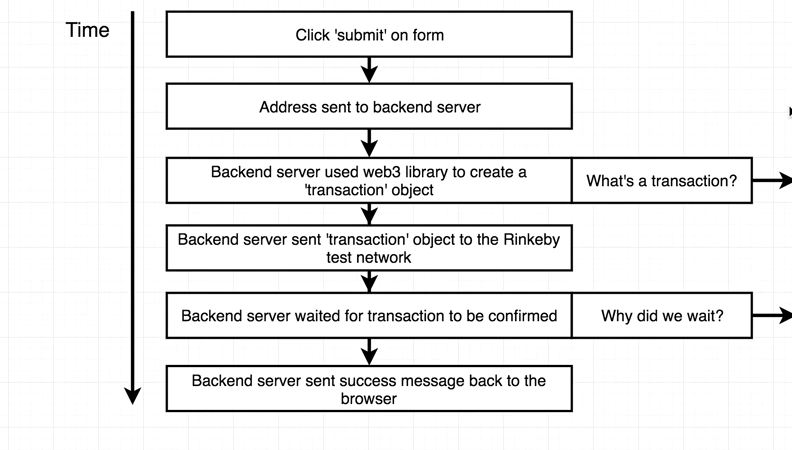 Time
Click 'submit' on form
Address sent to backend server
Backend server used web3 library to create a
'transaction' object
What's a transaction?
Backend server sent 'transaction' object to the Rinkeby
test network
Backend server waited for transaction to be confirmed
Why did we wait?
Backend server sent success message back to the
browser